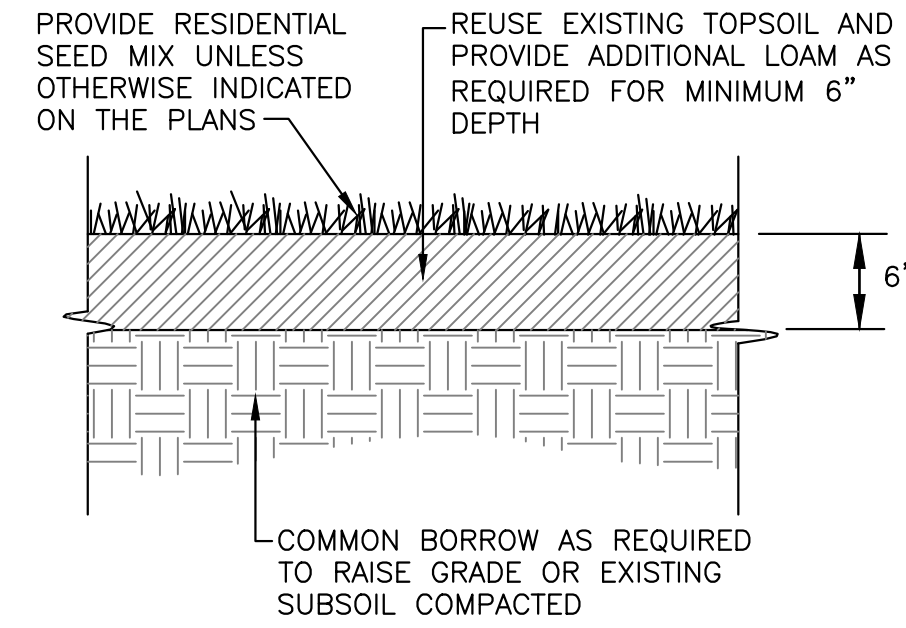 PROVIDE RESIDENTIAL
SEED MIX UNLESS
OTHERWISE INDICATED
ON THE PLANS
REUSE EXISTING TOPSOIL AND
PROVIDE ADDITIONAL LOAM AS
REQUIRED FOR MINIMUM 6"
DEPTH
6"
COMMON BORROW AS REQUIRED
TO RAISE GRADE OR EXISTING
SUBSOIL COMPACTED